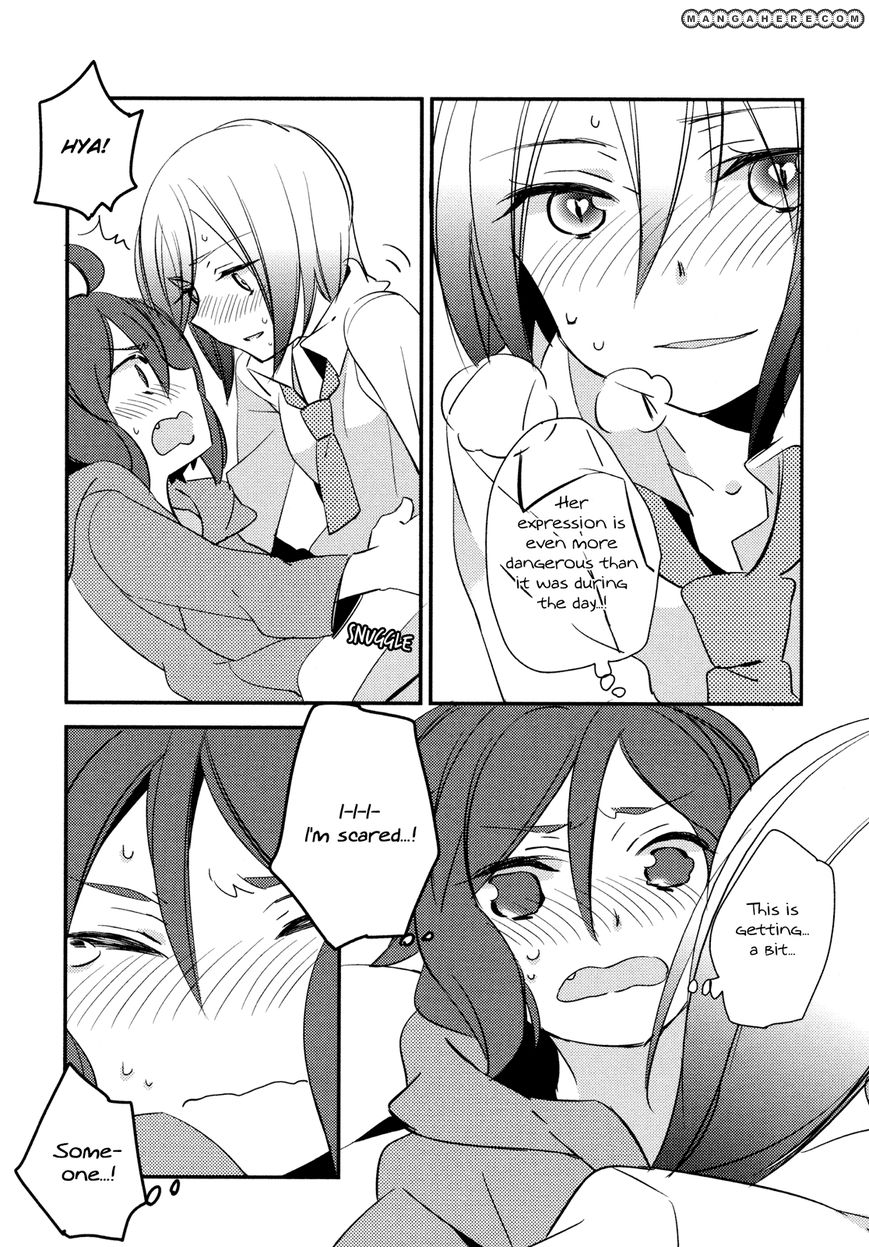 MANGAHERE.COM
HYA!
Her
expression is
even more
dangerous than
it was during
the day..!
SNUGGLE
I-I-I-
I'm scared...!
This is
getting...
a bit...
Some-
one...!